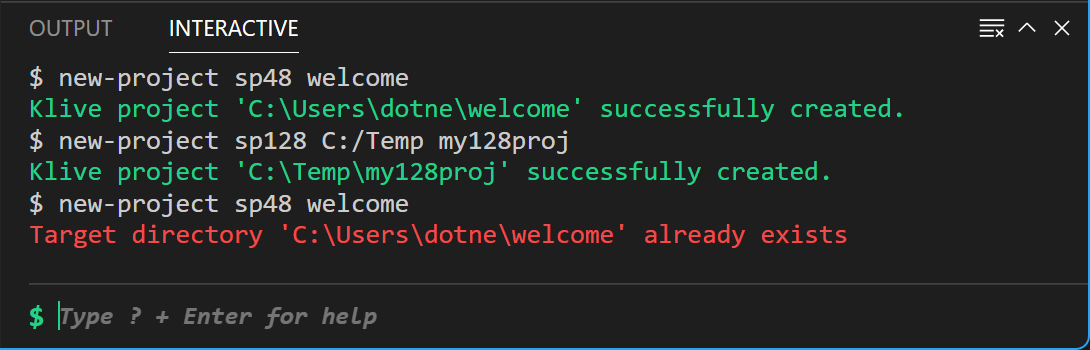 OUTPUT INTERACTIVE
$ new-project sp48 welcome
Klive project 'C:\Users\dotne\welcome' successfully created.
$ new-project sp128 C:/Temp my128proj
Klive project 'C:\Temp\my128proj' successfully created.
$ new-project sp48 welcome
Target directory 'C:\Users\dotne\welcome' already exists
$ Type ? + Enter for help